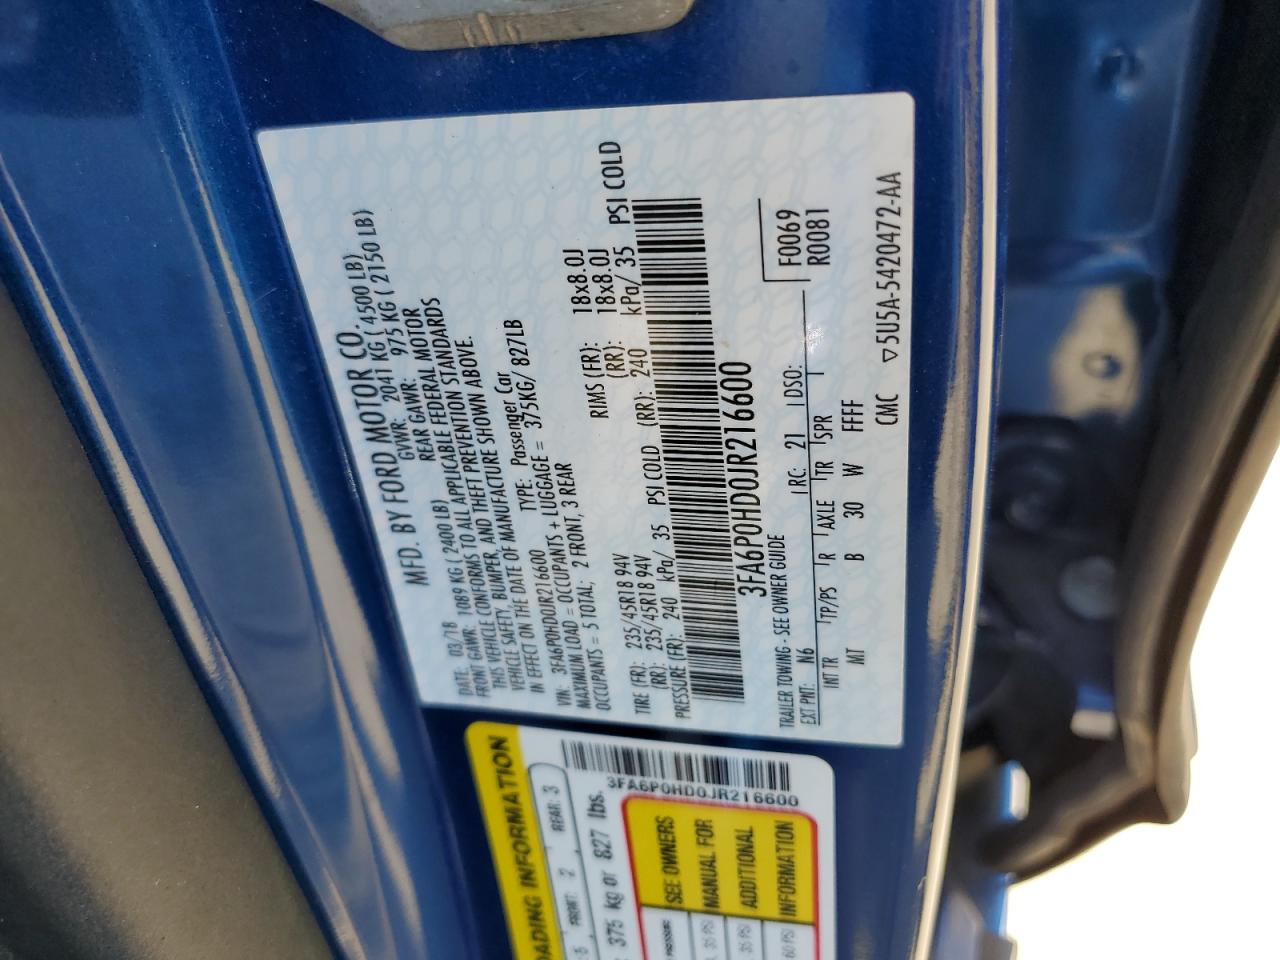 MFD. BY FORD MOTOR CO.
DATE: 03/18 GVWR: 2041 KG ( 4500 LB)
FRONT GAWR: 1089 KG ( 2400 LB) REAR GAWR: 975 KG ( 2150 LB)
THIS VEHICLE CONFORMS TO ALL APPLICABLE FEDERAL MOTOR
VEHICLE SAFETY, BUMPER, AND THEFT PREVENTION STANDARDS
IN EFFECT ON THE DATE OF MANUFACTURE SHOWN ABOVE.
VIN: 3FA6P0HD0JR216600 TYPE: Passenger Car
MAXIMUM LOAD = OCCUPANTS + LUGGAGE = 375KG/ 827LB
OCCUPANTS = 5 TOTAL; 2 FRONT, 3 REAR
TIRE (FR): 235/45R18 94V RIMS (FR): 18x8.0J
(RR): 235/45R18 94V (RR): 18x8.0J
PRESSURE (FR): 240 kPa/ 35 PSI COLD (RR): 240 kPa/ 35 PSI COLD
3FA6P0HD0JR216600
TRAILER TOWING - SEE OWNER GUIDE
EXT PNT: N6 RC: 21 DSO: F0069
INT TR TP/PS R AXLE TR SPR R0081
MT B 30 W FFFF
CMC 5U5A-5420472-AA
LOADING INFORMATION
FRONT: 2 REAR: 3
375 kg or 827 lbs.
3FA6P0HD0JR216600
SEE OWNERS
MANUAL FOR
ADDITIONAL
INFORMATION
35 PSI
35 PSI
60 PSI